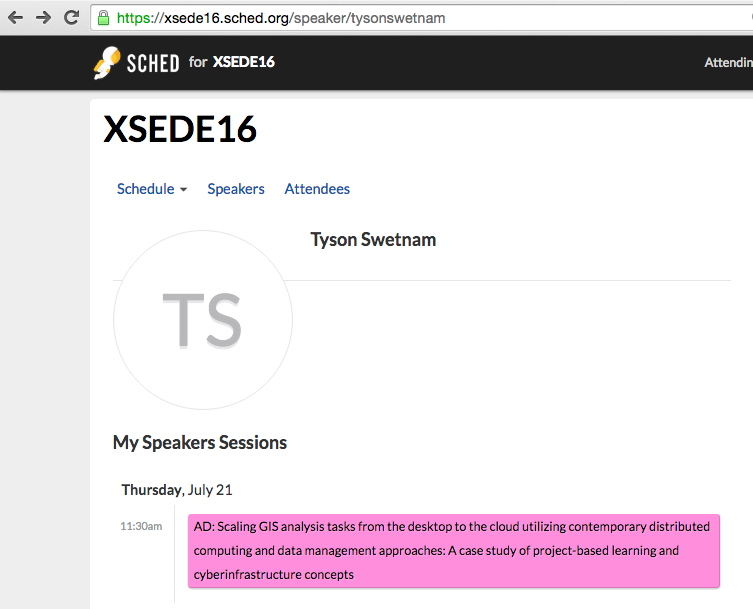 https://xsede16.sched.org/speaker/tysonswetnam
SCHED for XSEDE16
Attendin
XSEDE16
Schedule Speakers Attendees
Tyson Swetnam
TS
My Speakers Sessions
Thursday, July 21
11:30am
AD: Scaling GIS analysis tasks from the desktop to the cloud utilizing contemporary distributed
computing and data management approaches: A case study of project-based learning and
cyberinfrastructure concepts